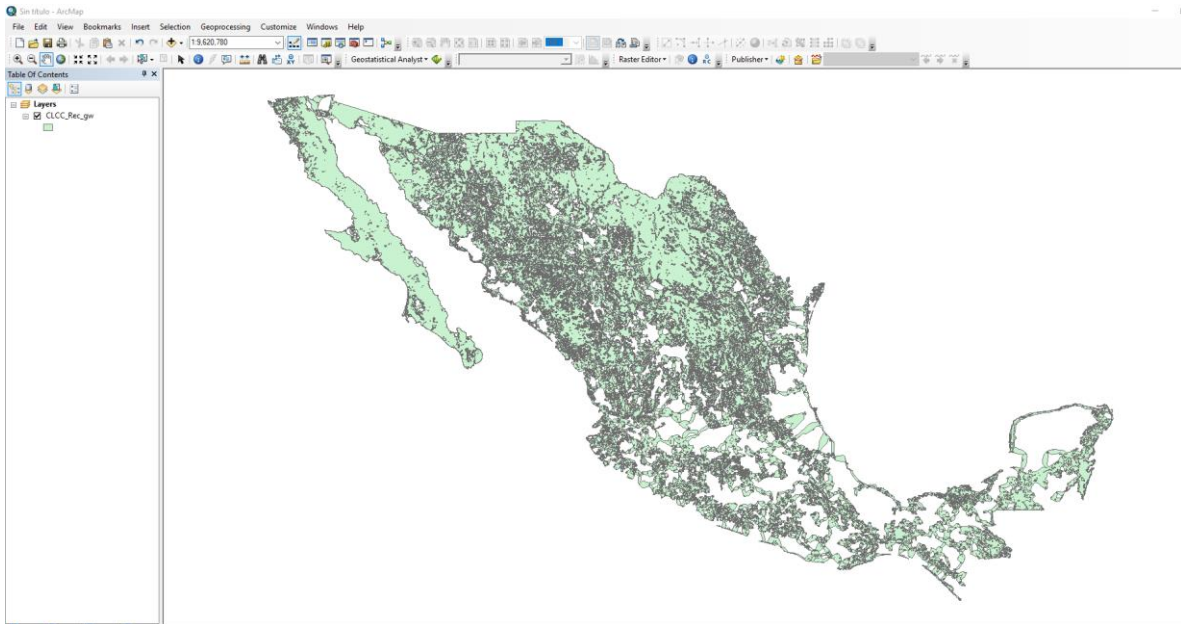 Sin título - ArcMap
File Edit View Bookmarks Insert Selection Geoprocessing Customize Windows Help
1:9,620,780
Geostatistical Analyst Raster Editor Publisher
Table Of Contents
Layers
CLCC_Rec_gw